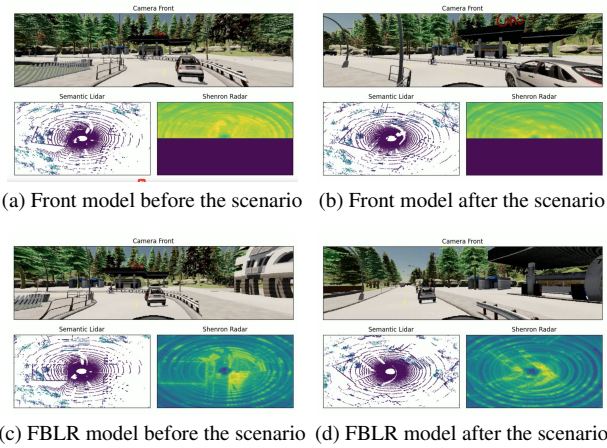 Camera Front
Camera Front
Semantic Lidar
Shenron Radar
Semantic Lidar
Shenron Radar
(a) Front model before the scenario
(b) Front model after the scenario
Camera Front
Camera Front
Semantic Lidar
Shenron Radar
Semantic Lidar
Shenron Radar
(c) FBLR model before the scenario
(d) FBLR model after the scenario